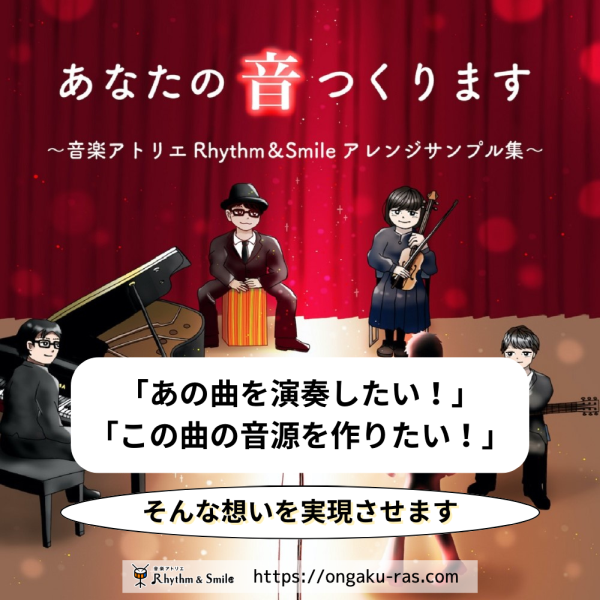 あなたの音つくります
～音楽アトリエ Rhythm＆Smile アレンジサンプル集～
「あの曲を演奏したい！」
「この曲の音源を作りたい！」
そんな想いを実現させます
音楽アトリエ
Rhythm & Smile
https://ongaku-ras.com